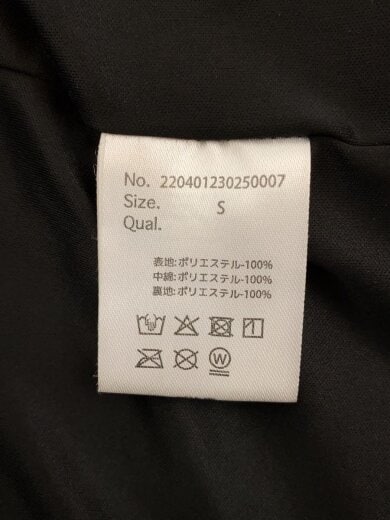 No. 220401230250007
Size. S
Qual.
表地:ポリエステル-100%
中綿:ポリエステル-100%
裏地:ポリエステル-100%
W